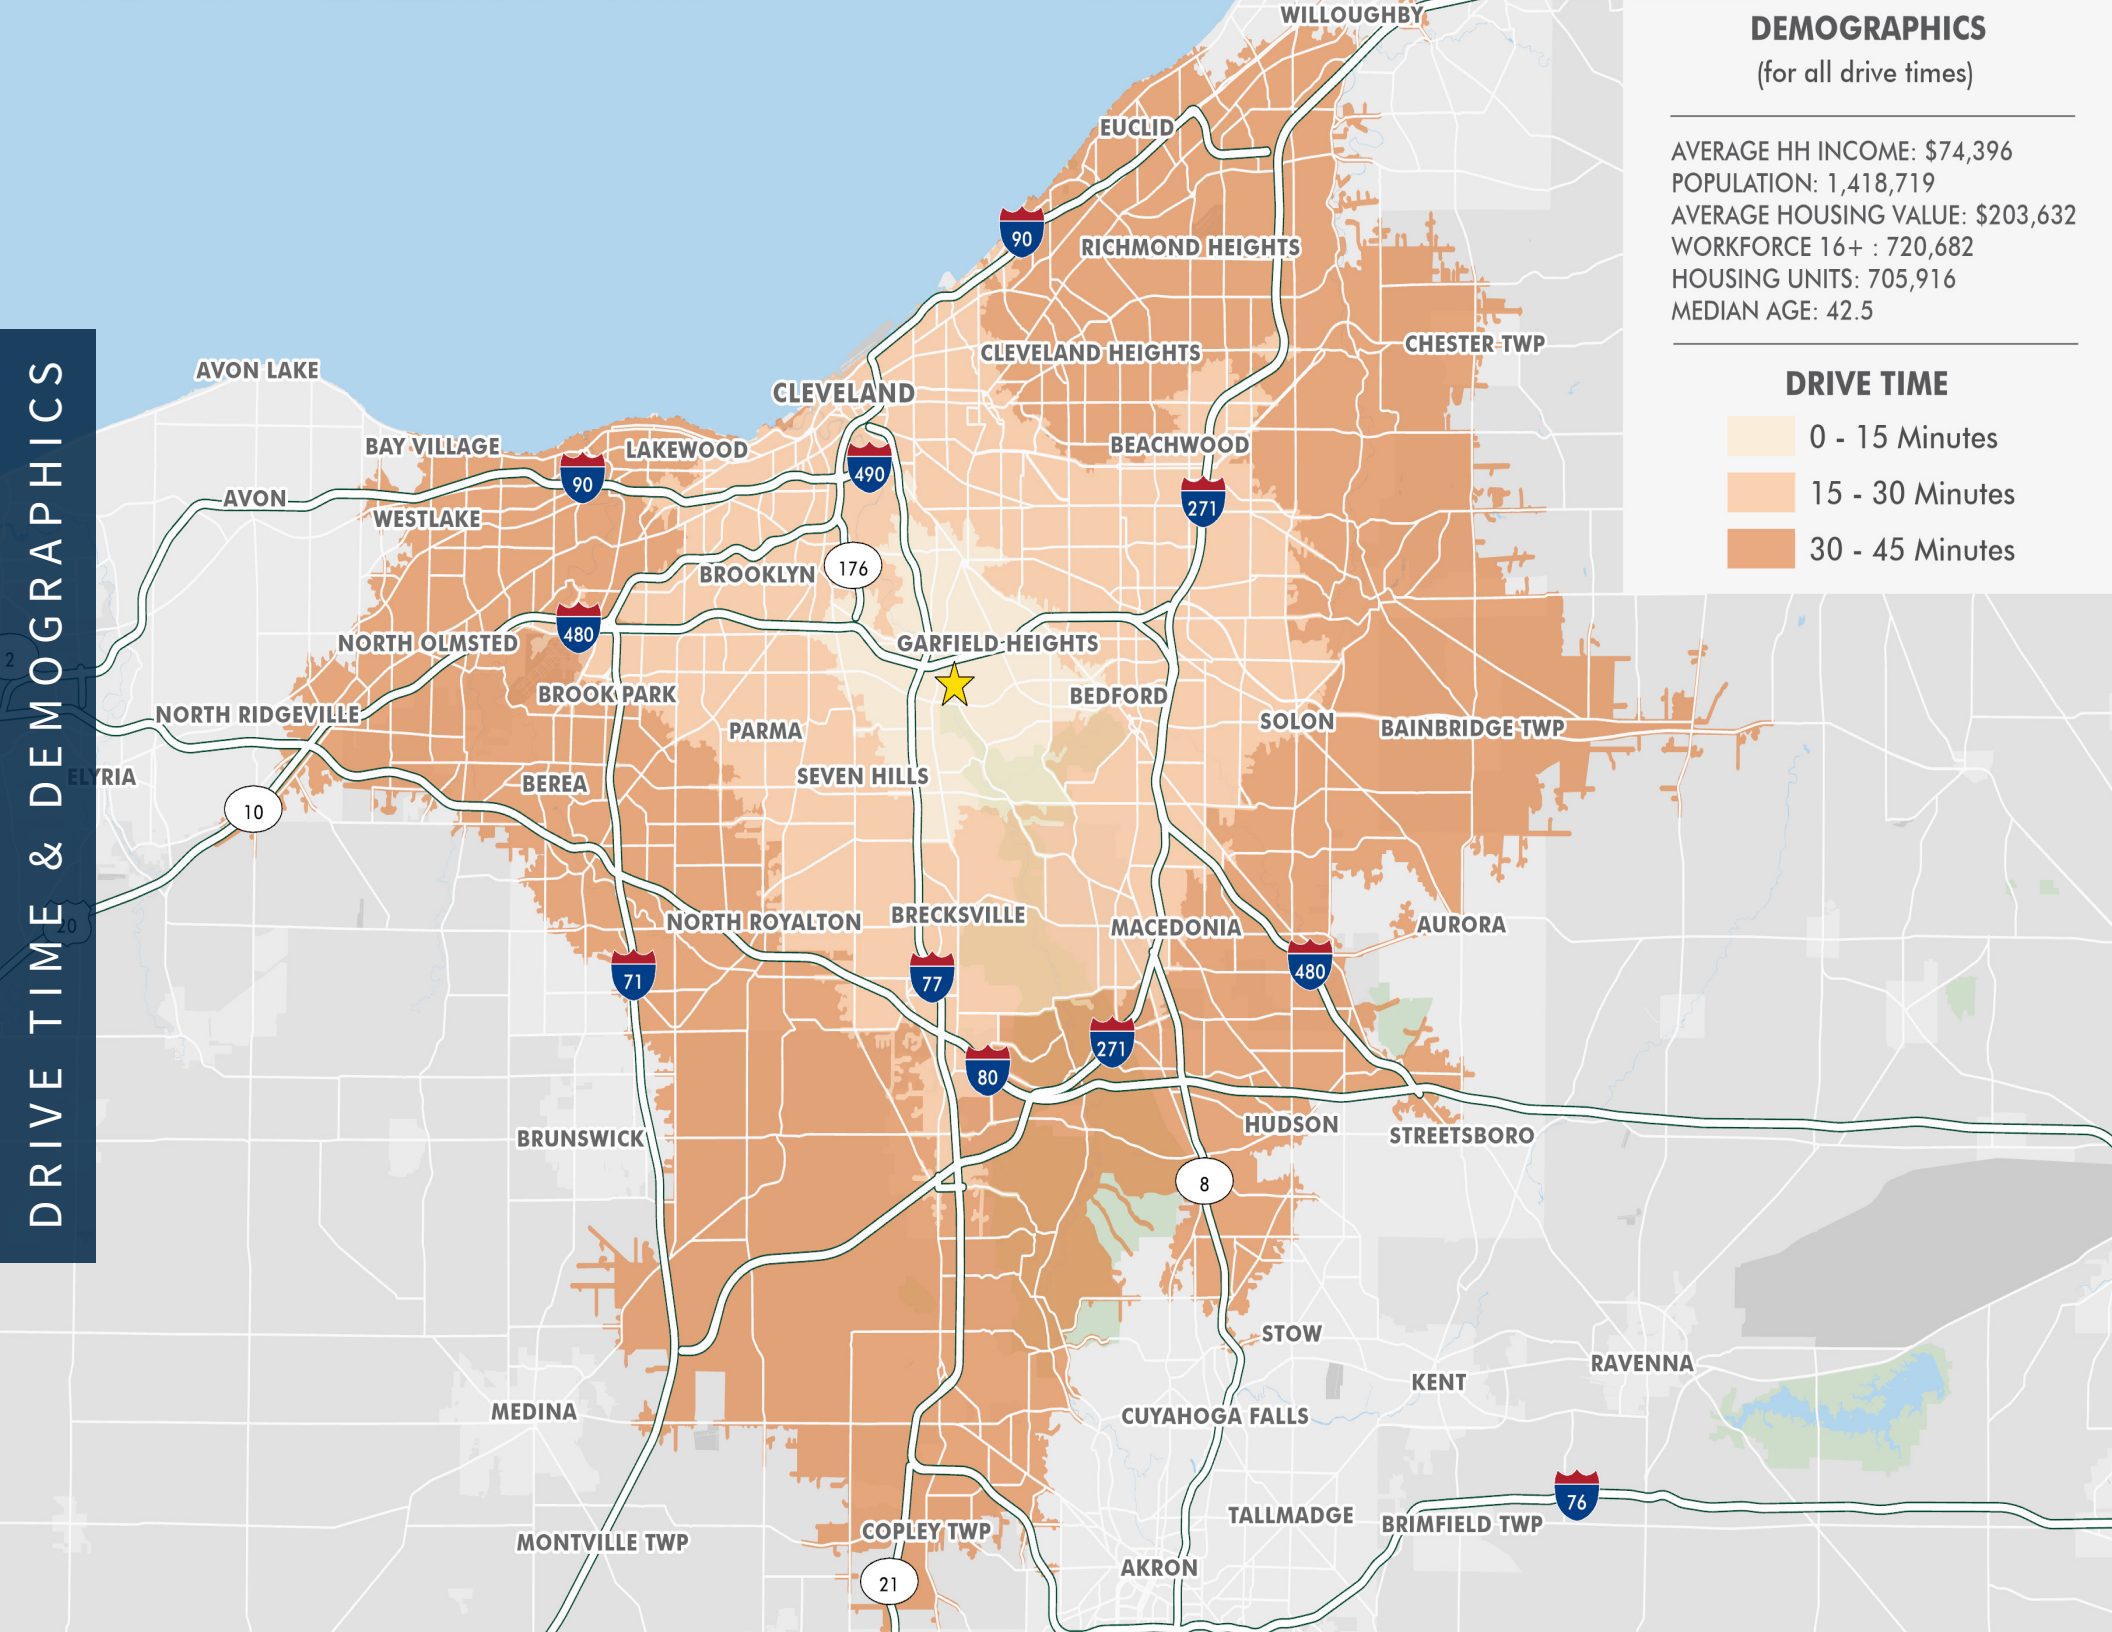 WILLOUGHBY
EUCLID
90
RICHMOND HEIGHTS
CHESTER TWP
CLEVELAND HEIGHTS
AVON LAKE
CLEVELAND
BAY VILLAGE
LAKEWOOD
BEACHWOOD
90
490
AVON
271
WESTLAKE
BROOKLYN
176
480
NORTH OLMSTED
GARFIELD HEIGHTS
2
BROOK PARK
BEDFORD
NORTH RIDGEVILLE
PARMA
SOLON
BAINBRIDGE TWP
ELYRIA
SEVEN HILLS
BEREA
10
NORTH ROYALTON
BRECKSVILLE
MACEDONIA
AURORA
20
71
77
480
271
80
BRUNSWICK
HUDSON
STREETSBORO
8
STOW
RAVENNA
KENT
MEDINA
CUYAHOGA FALLS
76
TALLMADGE
BRIMFIELD TWP
MONTVILLE TWP
COPLEY TWP
AKRON
21
DRIVE TIME & DEMOGRAPHICS
DEMOGRAPHICS
(for all drive times)
AVERAGE HH INCOME: $74,396
POPULATION: 1,418,719
AVERAGE HOUSING VALUE: $203,632
WORKFORCE 16+ : 720,682
HOUSING UNITS: 705,916
MEDIAN AGE: 42.5
DRIVE TIME
0 - 15 Minutes
15 - 30 Minutes
30 - 45 Minutes